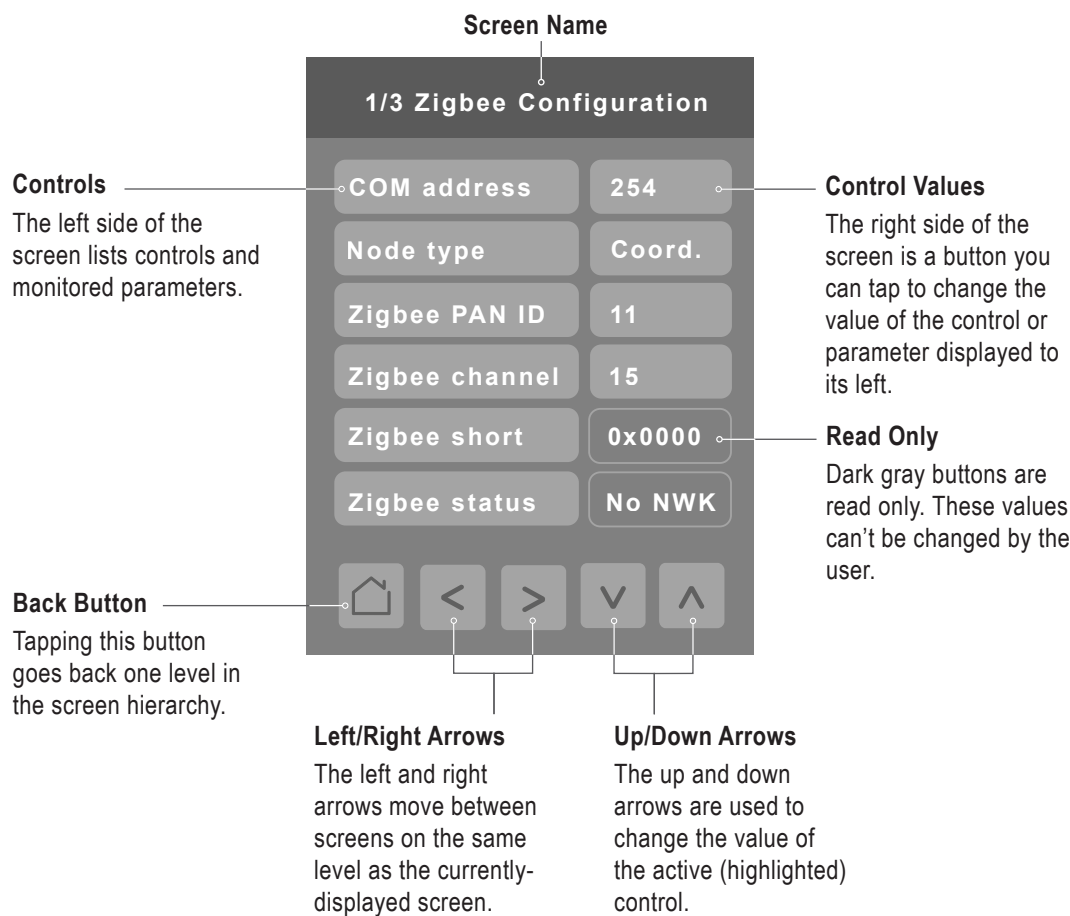 Screen Name
1/3 Zigbee Configuration
Controls
The left side of the
screen lists controls and
monitored parameters.
COM address 254
Node type Coord.
Zigbee PAN ID 11
Zigbee channel 15
Zigbee short 0x0000
Zigbee status No NWK
Control Values
The right side of the
screen is a button you
can tap to change the
value of the control or
parameter displayed to
its left.
Read Only
Dark gray buttons are
read only. These values
can’t be changed by the
user.
Back Button
Tapping this button
goes back one level in
the screen hierarchy.
< > V Λ
Left/Right Arrows
The left and right
arrows move between
screens on the same
level as the currently-
displayed screen.
Up/Down Arrows
The up and down
arrows are used to
change the value of
the active (highlighted)
control.